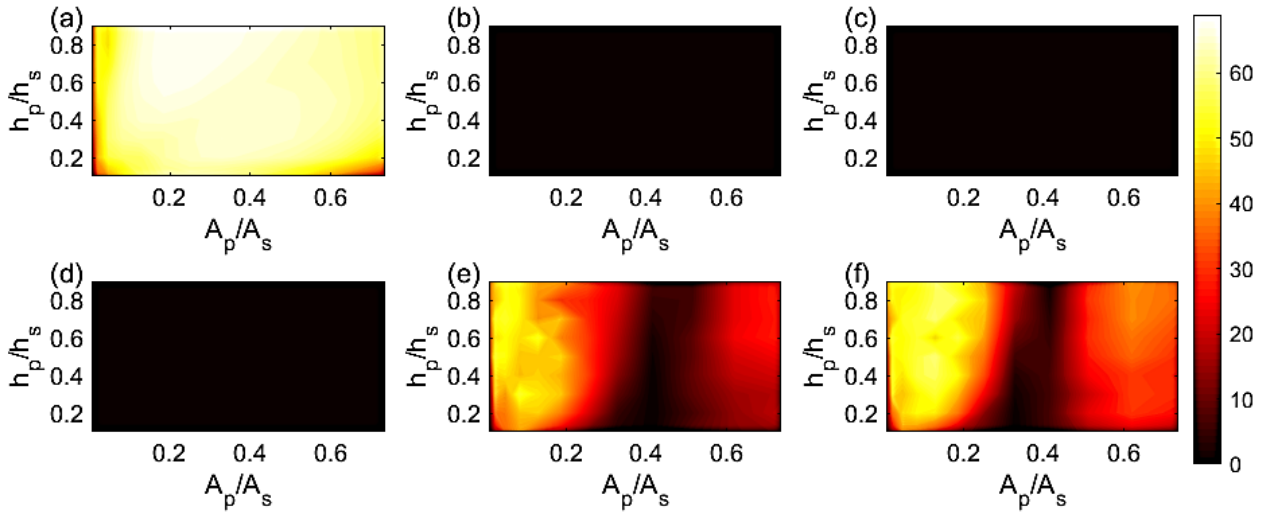 (a) (b) (c)
0.8 0.8 0.8 60
h_p/h_s 0.6 h_p/h_s 0.6 h_p/h_s 0.6
0.4 0.4 0.4 50
0.2 0.2 0.2
0.2 0.4 0.6 0.2 0.4 0.6 0.2 0.4 0.6 40
A_p/A_s A_p/A_s A_p/A_s
(d) (e) (f) 30
0.8 0.8 0.8
h_p/h_s 0.6 h_p/h_s 0.6 h_p/h_s 0.6 20
0.4 0.4 0.4
0.2 0.2 0.2 10
0.2 0.4 0.6 0.2 0.4 0.6 0.2 0.4 0.6 0
A_p/A_s A_p/A_s A_p/A_s